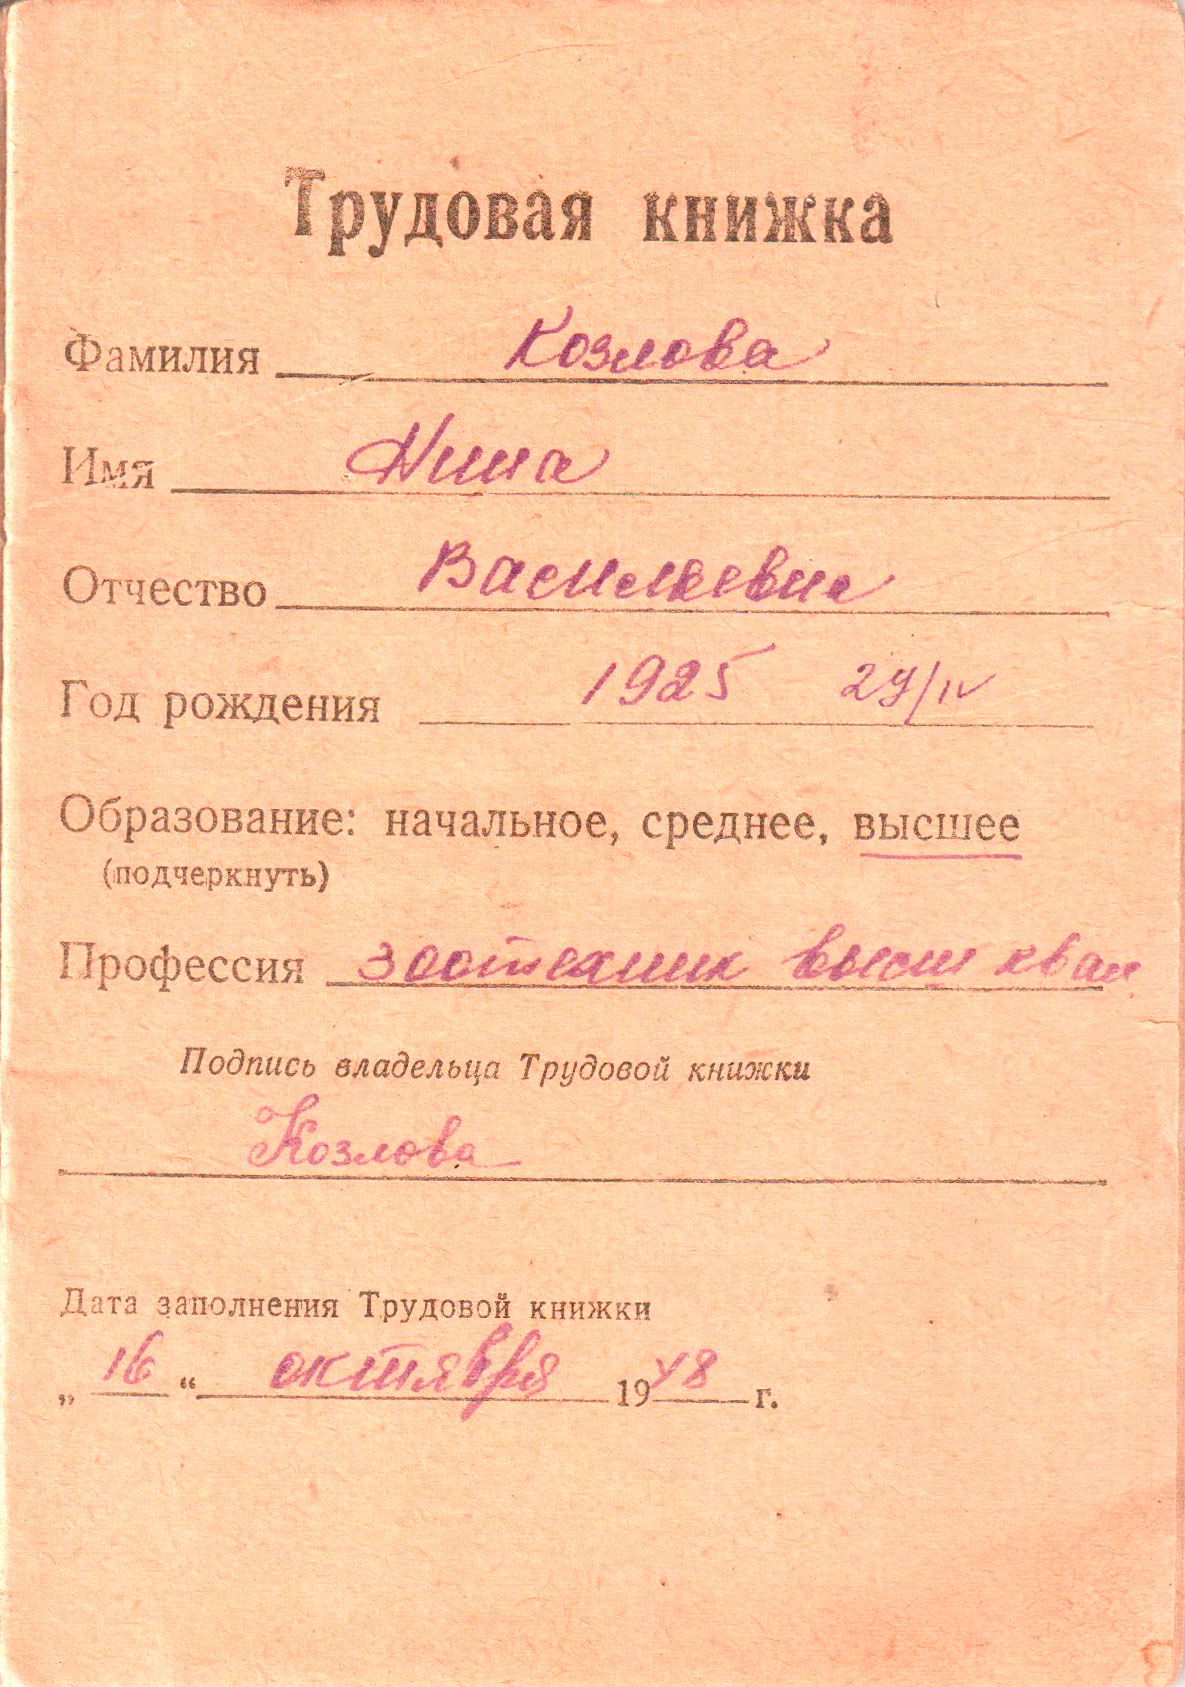 Трудовая книжка
Фамилия Козлова
Имя Нина
Отчество Васильевна
Год рождения 1925 29/IV
Образование: начальное, среднее, высшее
(подчеркнуть)
Профессия зоотехник высш квал
Подпись владельца Трудовой книжки
Козлова
Дата заполнения Трудовой книжки
„ 16 “ октября 1948 г.